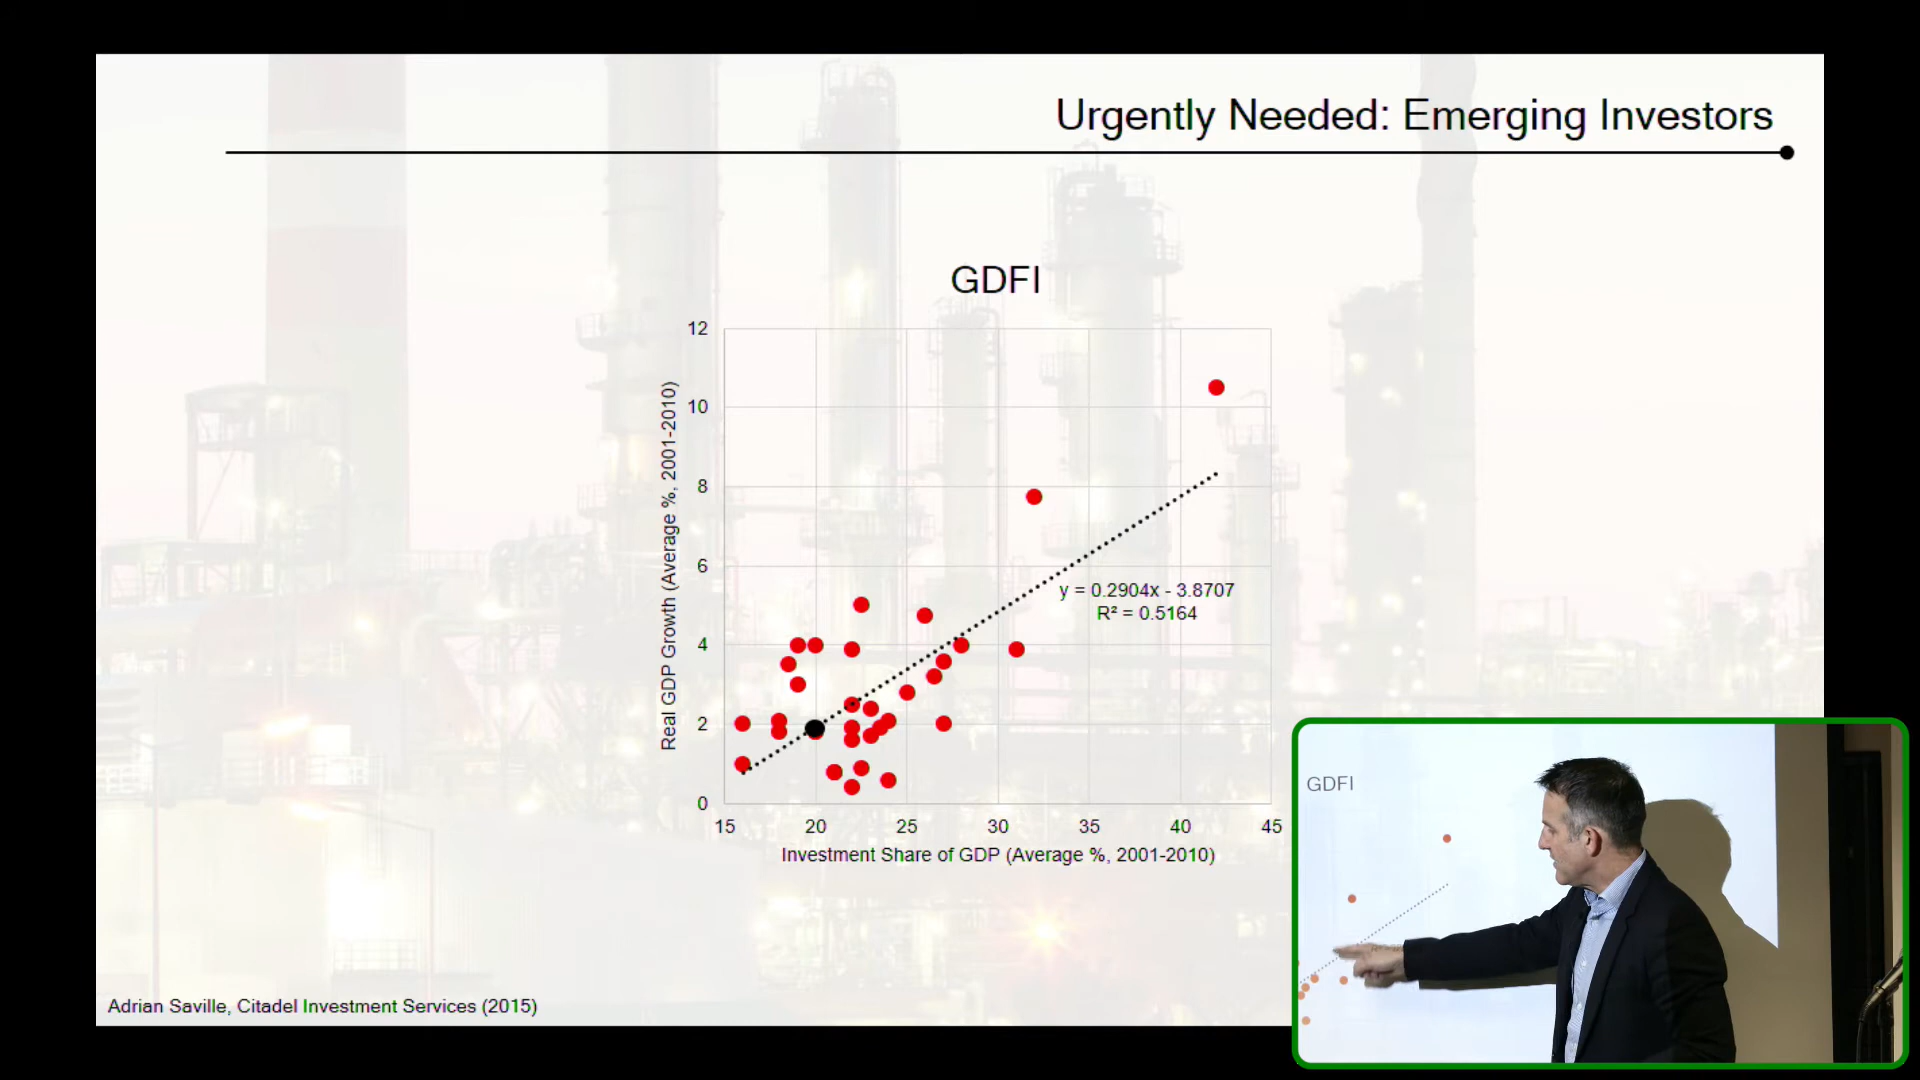 Urgently Needed: Emerging Investors
GDFI
12
10
8
6
4
2
0
Real GDP Growth (Average %, 2001-2010)
y = 0.2904x - 3.8707
R² = 0.5164
15 20 25 30 35 40 45
Investment Share of GDP (Average %, 2001-2010)
Adrian Saville, Citadel Investment Services (2015)
GDFI